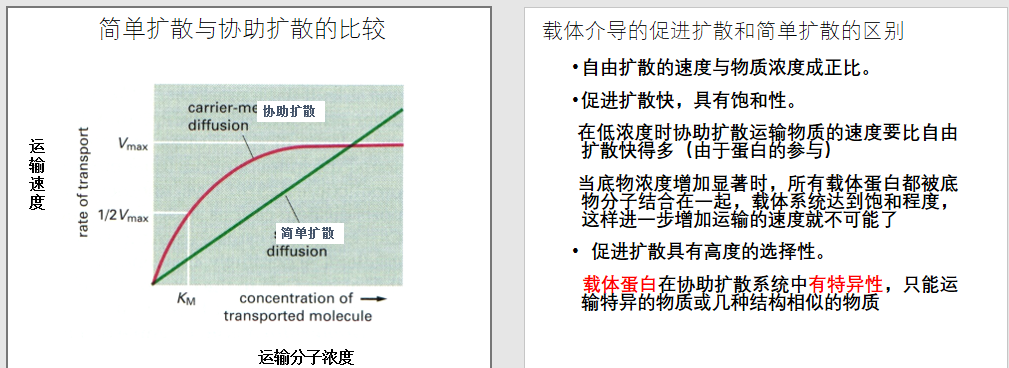 简单扩散与协助扩散的比较
carrier-me
协助扩散
diffusion
运输速度
rate of transport
Vmax
1/2Vmax
简单扩散
diffusion
KM
concentration of
transported molecule
运输分子浓度
载体介导的促进扩散和简单扩散的区别
•自由扩散的速度与物质浓度成正比。
•促进扩散快，具有饱和性。
在低浓度时协助扩散运输物质的速度要比自由
扩散快得多（由于蛋白的参与）
当底物浓度增加显著时，所有载体蛋白都被底
物分子结合在一起，载体系统达到饱和程度，
这样进一步增加运输的速度就不可能了
• 促进扩散具有高度的选择性。
载体蛋白在协助扩散系统中有特异性，只能运
输特异的物质或几种结构相似的物质